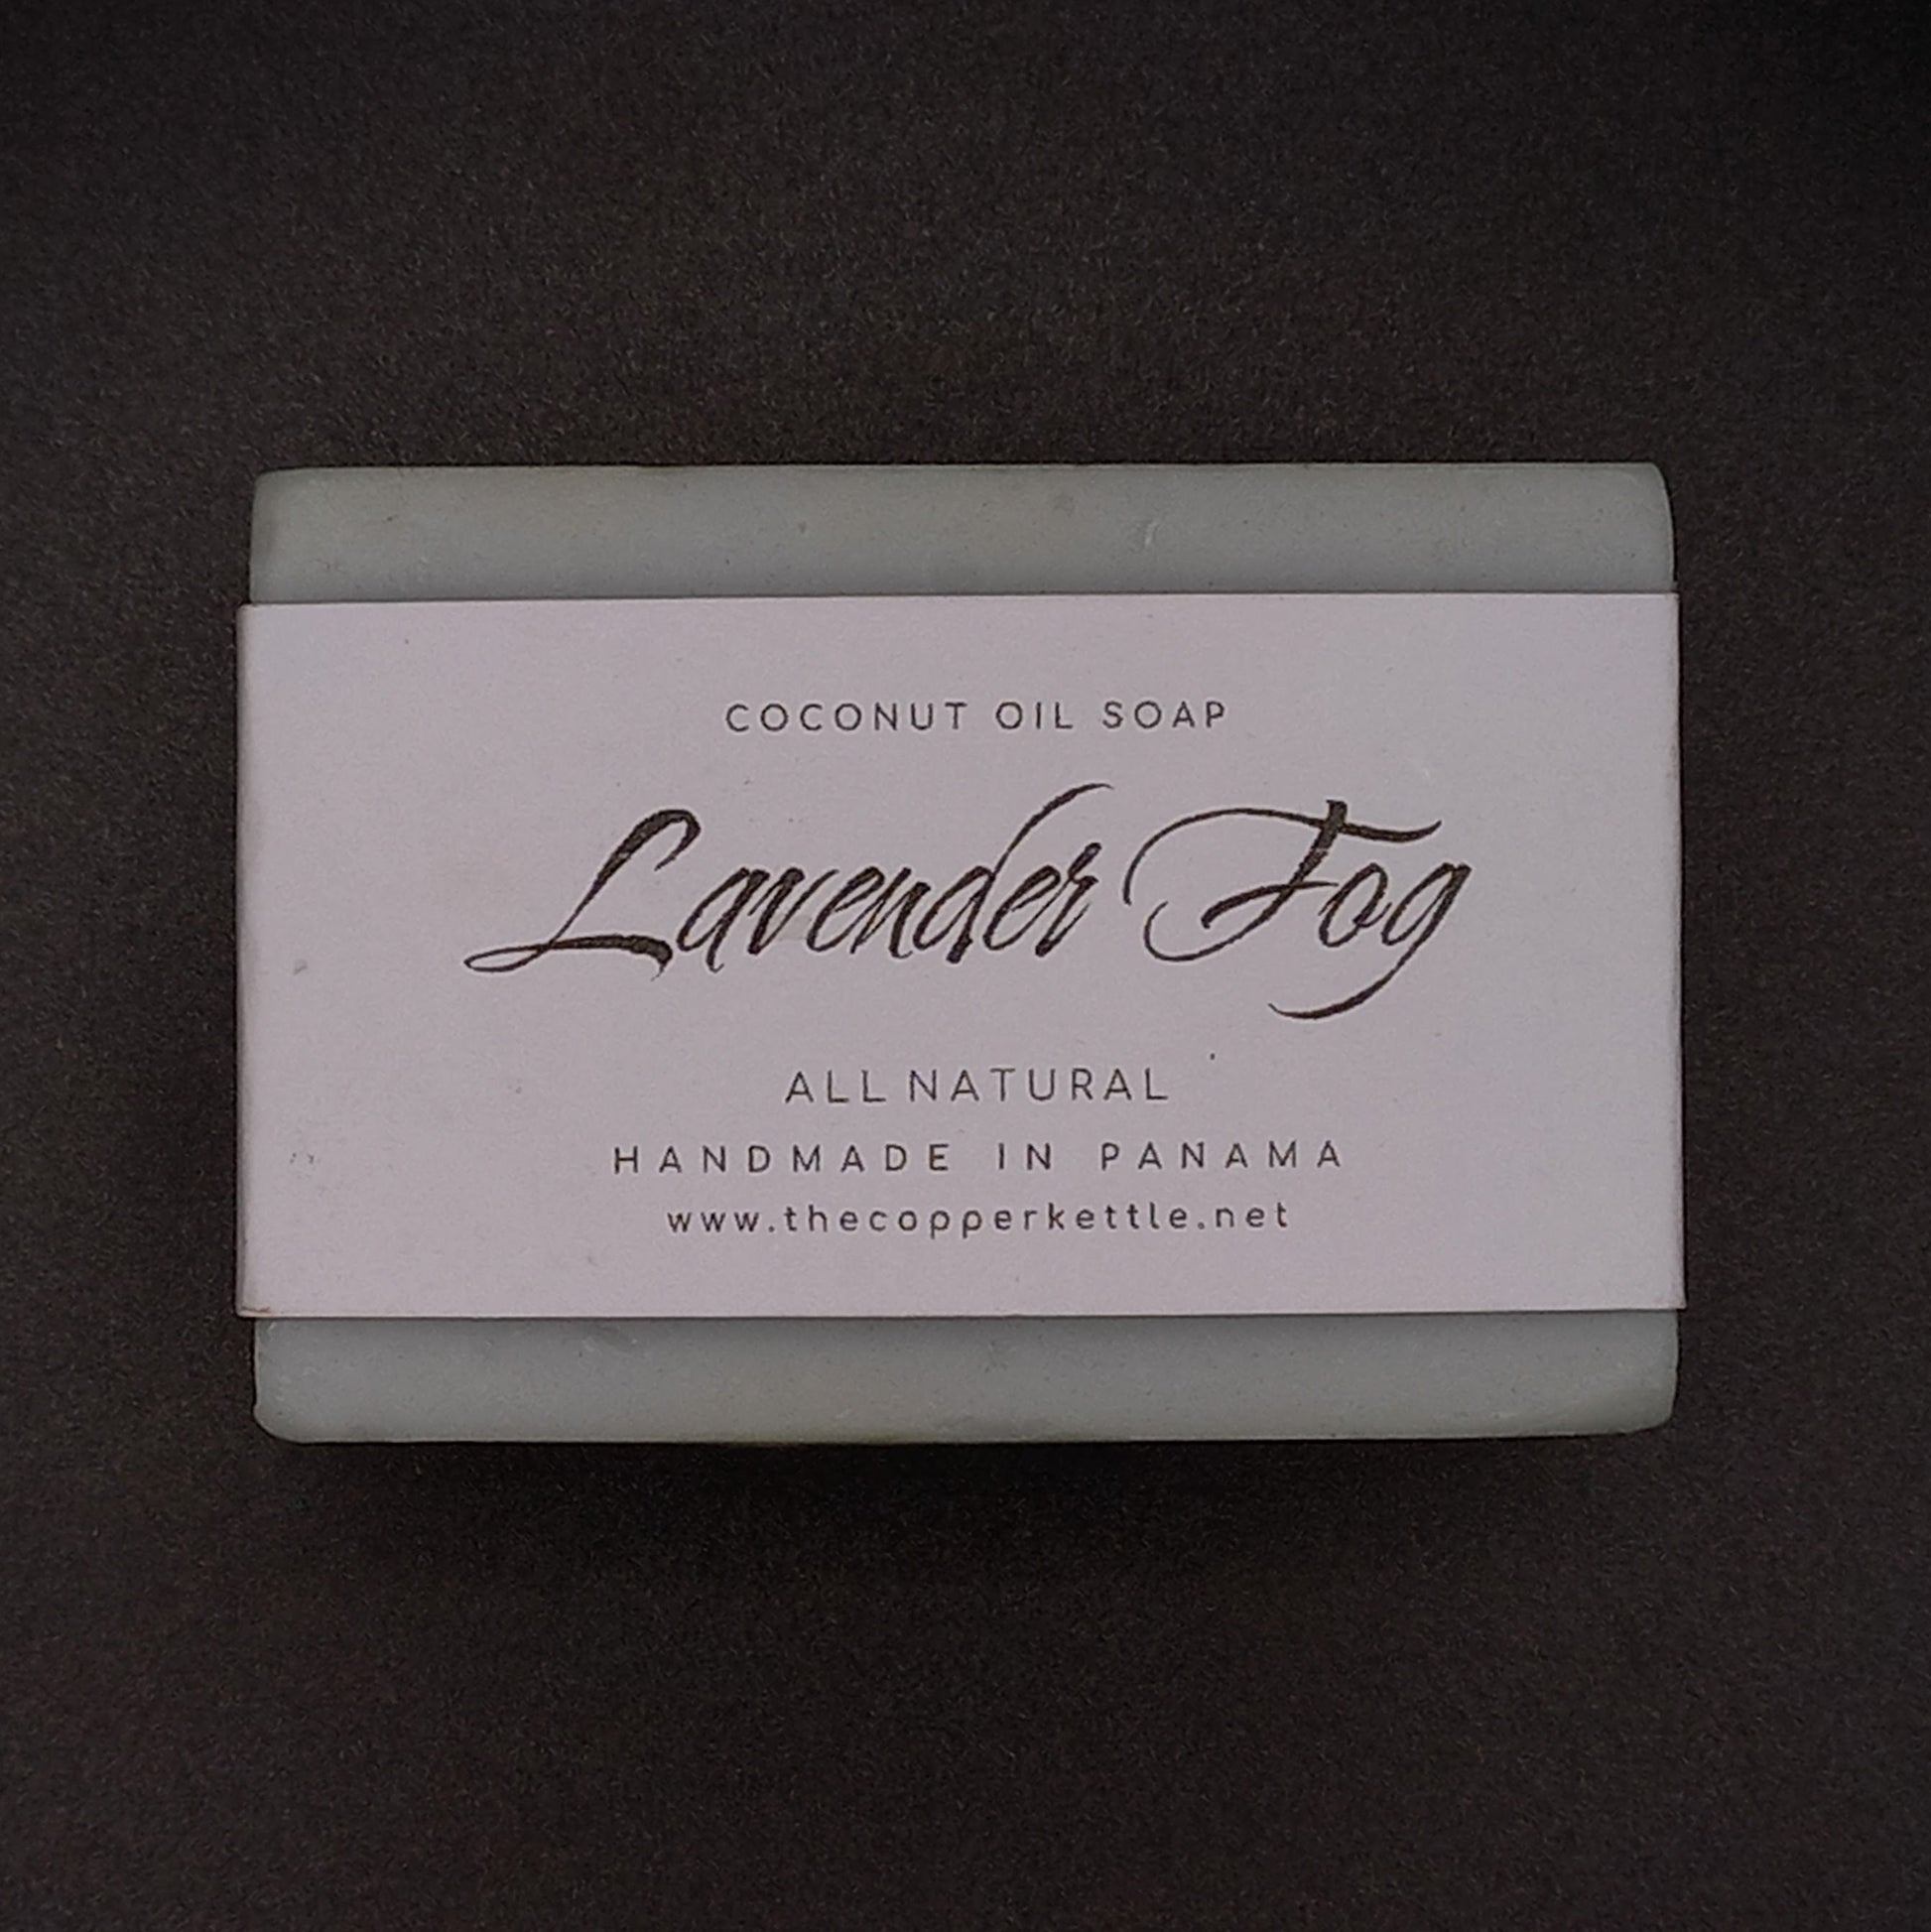 COCONUT OIL SOAP
Lavender Fog
ALL NATURAL
HANDMADE IN PANAMA
www.thecopperkettle.net